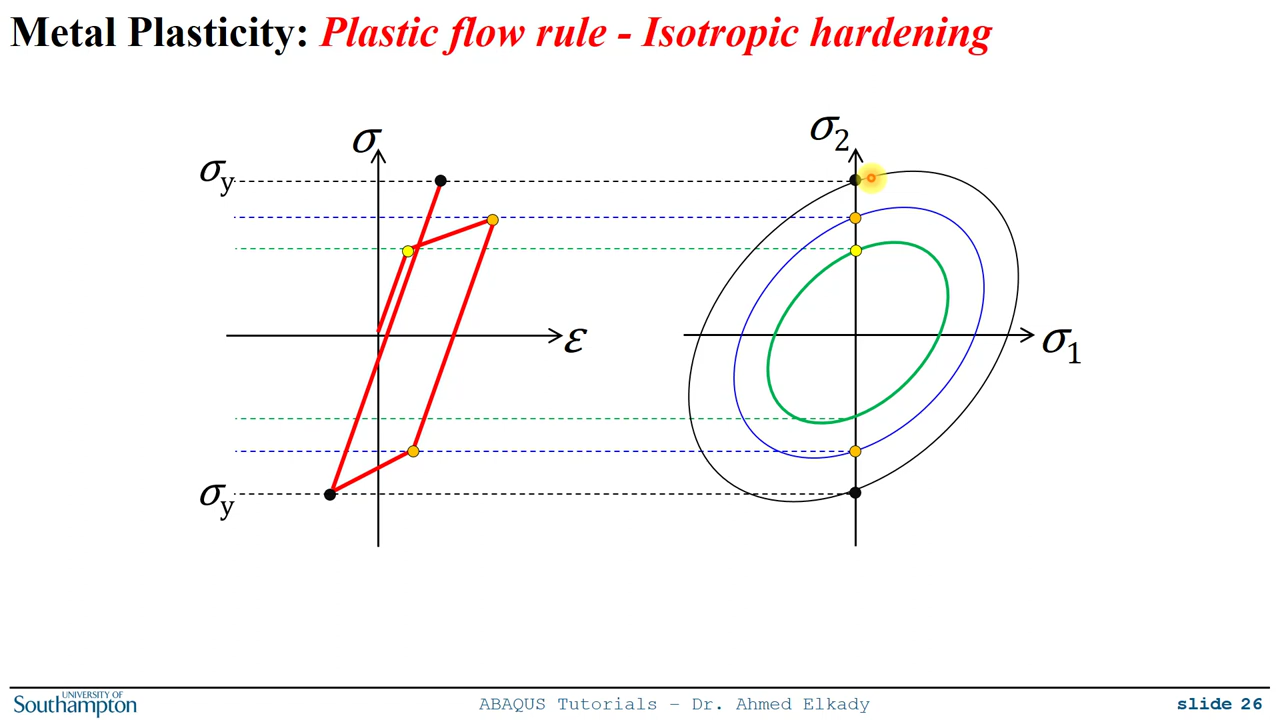 Metal Plasticity: Plastic flow rule - Isotropic hardening
σ
σ2
σy
ε
σ1
σy
UNIVERSITY OF
Southampton
ABAQUS Tutorials – Dr. Ahmed Elkady
slide 26